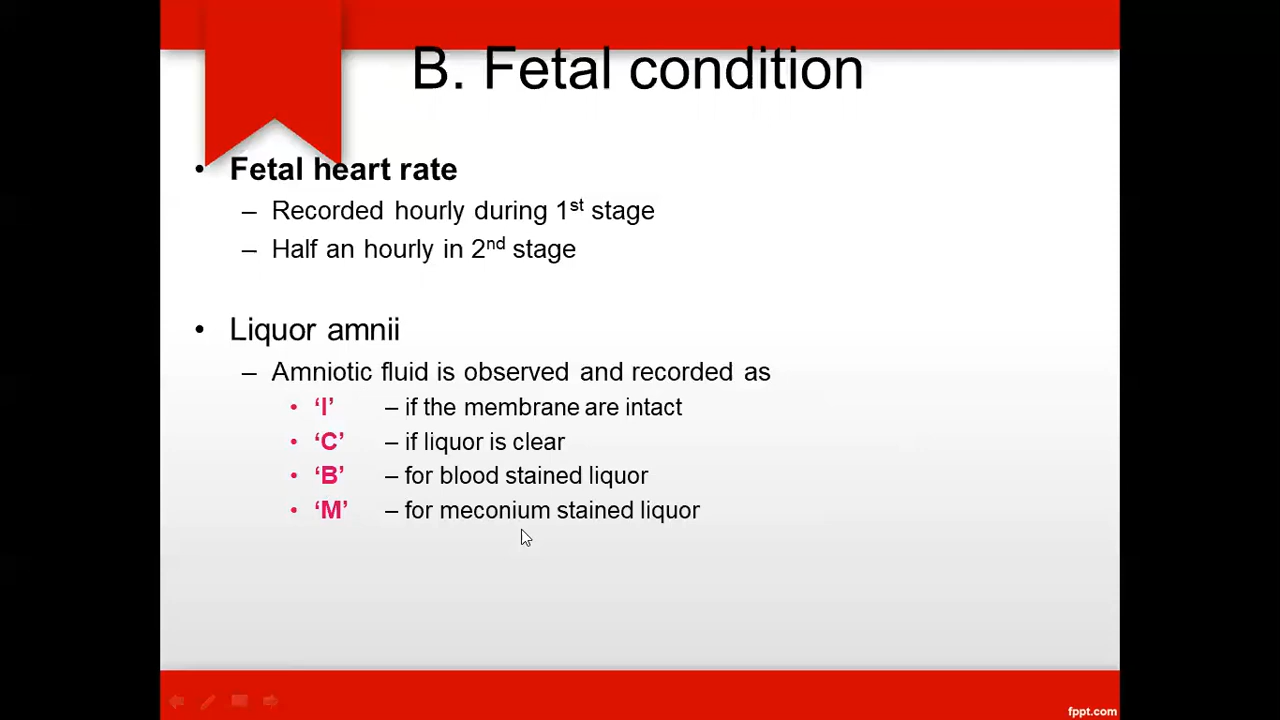 B. Fetal condition
• Fetal heart rate
– Recorded hourly during 1st stage
– Half an hourly in 2nd stage
• Liquor amnii
– Amniotic fluid is observed and recorded as
• ‘I’ – if the membrane are intact
• ‘C’ – if liquor is clear
• ‘B’ – for blood stained liquor
• ‘M’ – for meconium stained liquor
fppt.com